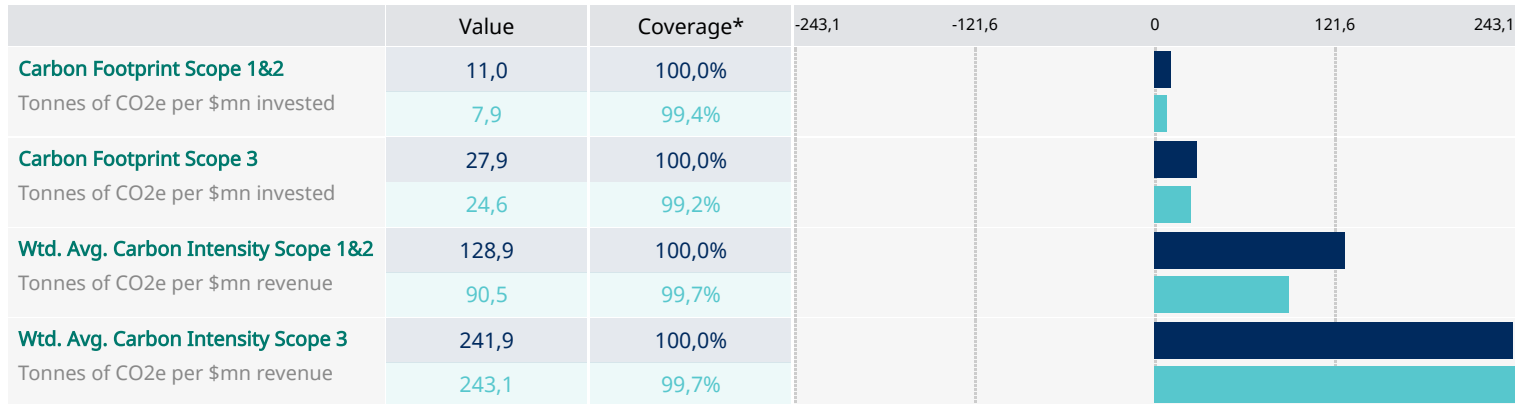 Value Coverage* -243,1 -121,6 0 121,6 243,1
Carbon Footprint Scope 1&2 11,0 100,0%
Tonnes of CO2e per $mn invested 7,9 99,4%
Carbon Footprint Scope 3 27,9 100,0%
Tonnes of CO2e per $mn invested 24,6 99,2%
Wtd. Avg. Carbon Intensity Scope 1&2 128,9 100,0%
Tonnes of CO2e per $mn revenue 90,5 99,7%
Wtd. Avg. Carbon Intensity Scope 3 241,9 100,0%
Tonnes of CO2e per $mn revenue 243,1 99,7%